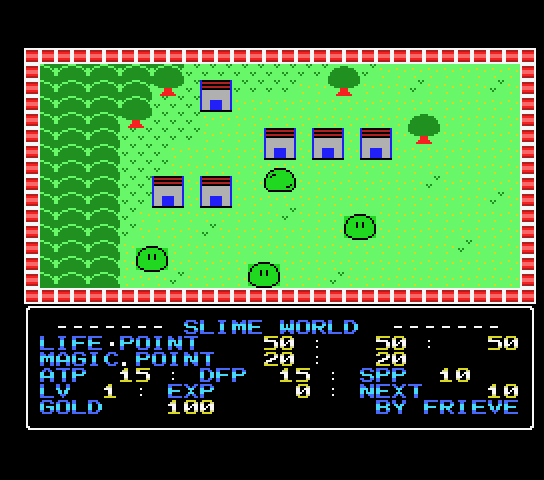 ------- SLIME WORLD -------
LIFE.POINT 50 : 50 : 50
MAGIC.POINT 20 : 20
ATP 15 : DFP 15 : SPP 10
LV 1 : EXP 0 : NEXT 10
GOLD 100 BY FRIEVE